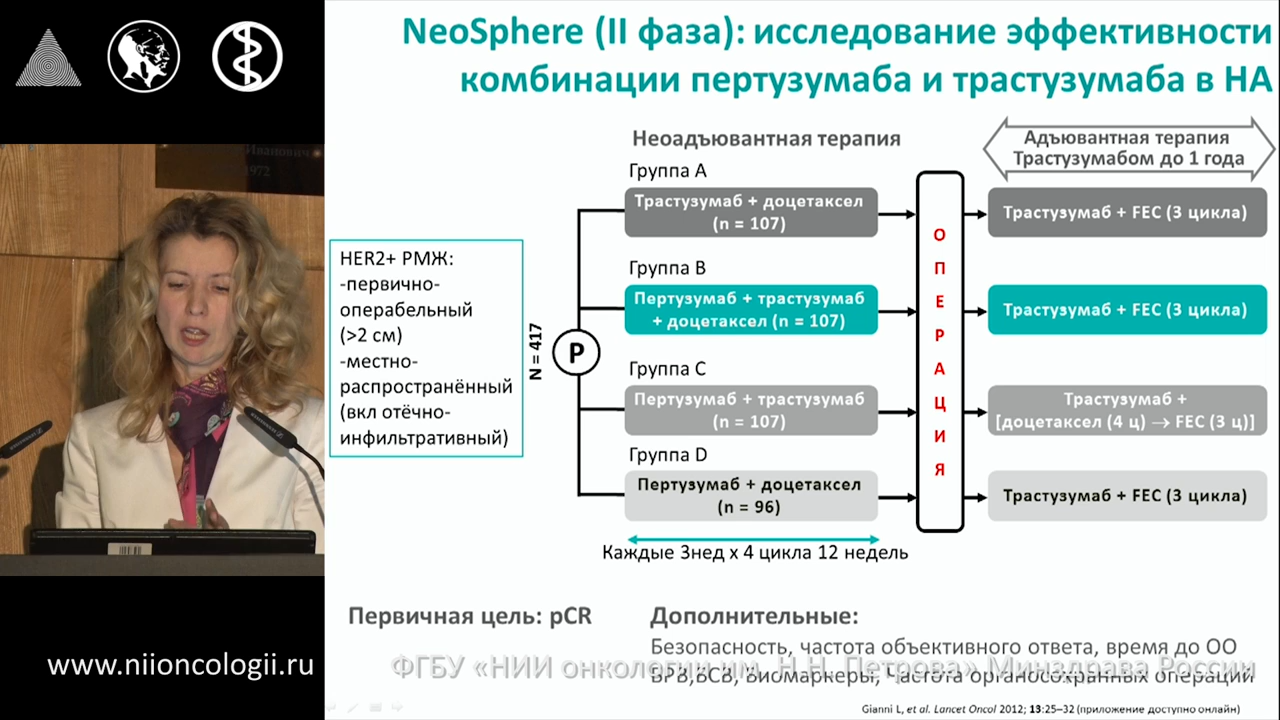 NeoSphere (II фаза): исследование эффективности
комбинации пертузумаба и трастузумаба в НА
Неоадъювантная терапия
Адъювантная терапия
Трастузумабом до 1 года
Группа А
Трастузумаб + доцетаксел
(n = 107)
Трастузумаб + FEC (3 цикла)
Группа В
Пертузумаб + трастузумаб
+ доцетаксел (n = 107)
Трастузумаб + FEC (3 цикла)
Группа С
Пертузумаб + трастузумаб
(n = 107)
Трастузумаб +
[доцетаксел (4 ц) → FEC (3 ц)]
Группа D
Пертузумаб + доцетаксел
(n = 96)
Трастузумаб + FEC (3 цикла)
HER2+ РМЖ:
-первично-
операбельный
(>2 см)
-местно-
распространённый
(вкл отёчно-
инфильтративный)
N = 417
Р
ОПЕРАЦИЯ
Каждые 3нед х 4 цикла 12 недель
Первичная цель: pCR
Дополнительные:
Безопасность, частота объективного ответа, время до ОО
ВРВ,БСВ, Биомаркеры, Частота органосохранных операций
ФГБУ «НИИ онкологии им. Н.Н. Петрова» Минздрава России
Gianni L, et al. Lancet Oncol 2012; 13:25–32 (приложение доступно онлайн)
www.niioncologii.ru
1972